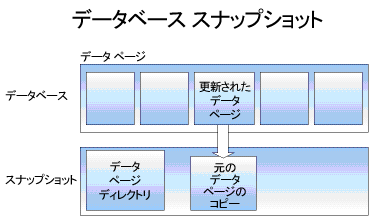 データベース スナップショット
データ ページ
データベース
更新された
データ
ページ
スナップショット
データ
ページ
ディレクトリ
元の
データ
ページの
コピー